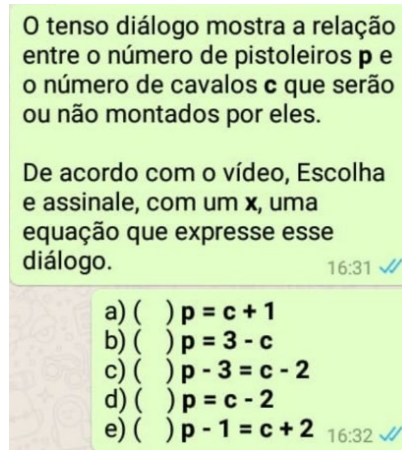 O tenso diálogo mostra a relação
entre o número de pistoleiros p e
o número de cavalos c que serão
ou não montados por eles.
De acordo com o vídeo, Escolha
e assinale, com um x, uma
equação que expresse esse
diálogo.
16:31
a) ( ) p = c + 1
b) ( ) p = 3 - c
c) ( ) p - 3 = c - 2
d) ( ) p = c - 2
e) ( ) p - 1 = c + 2 16:32